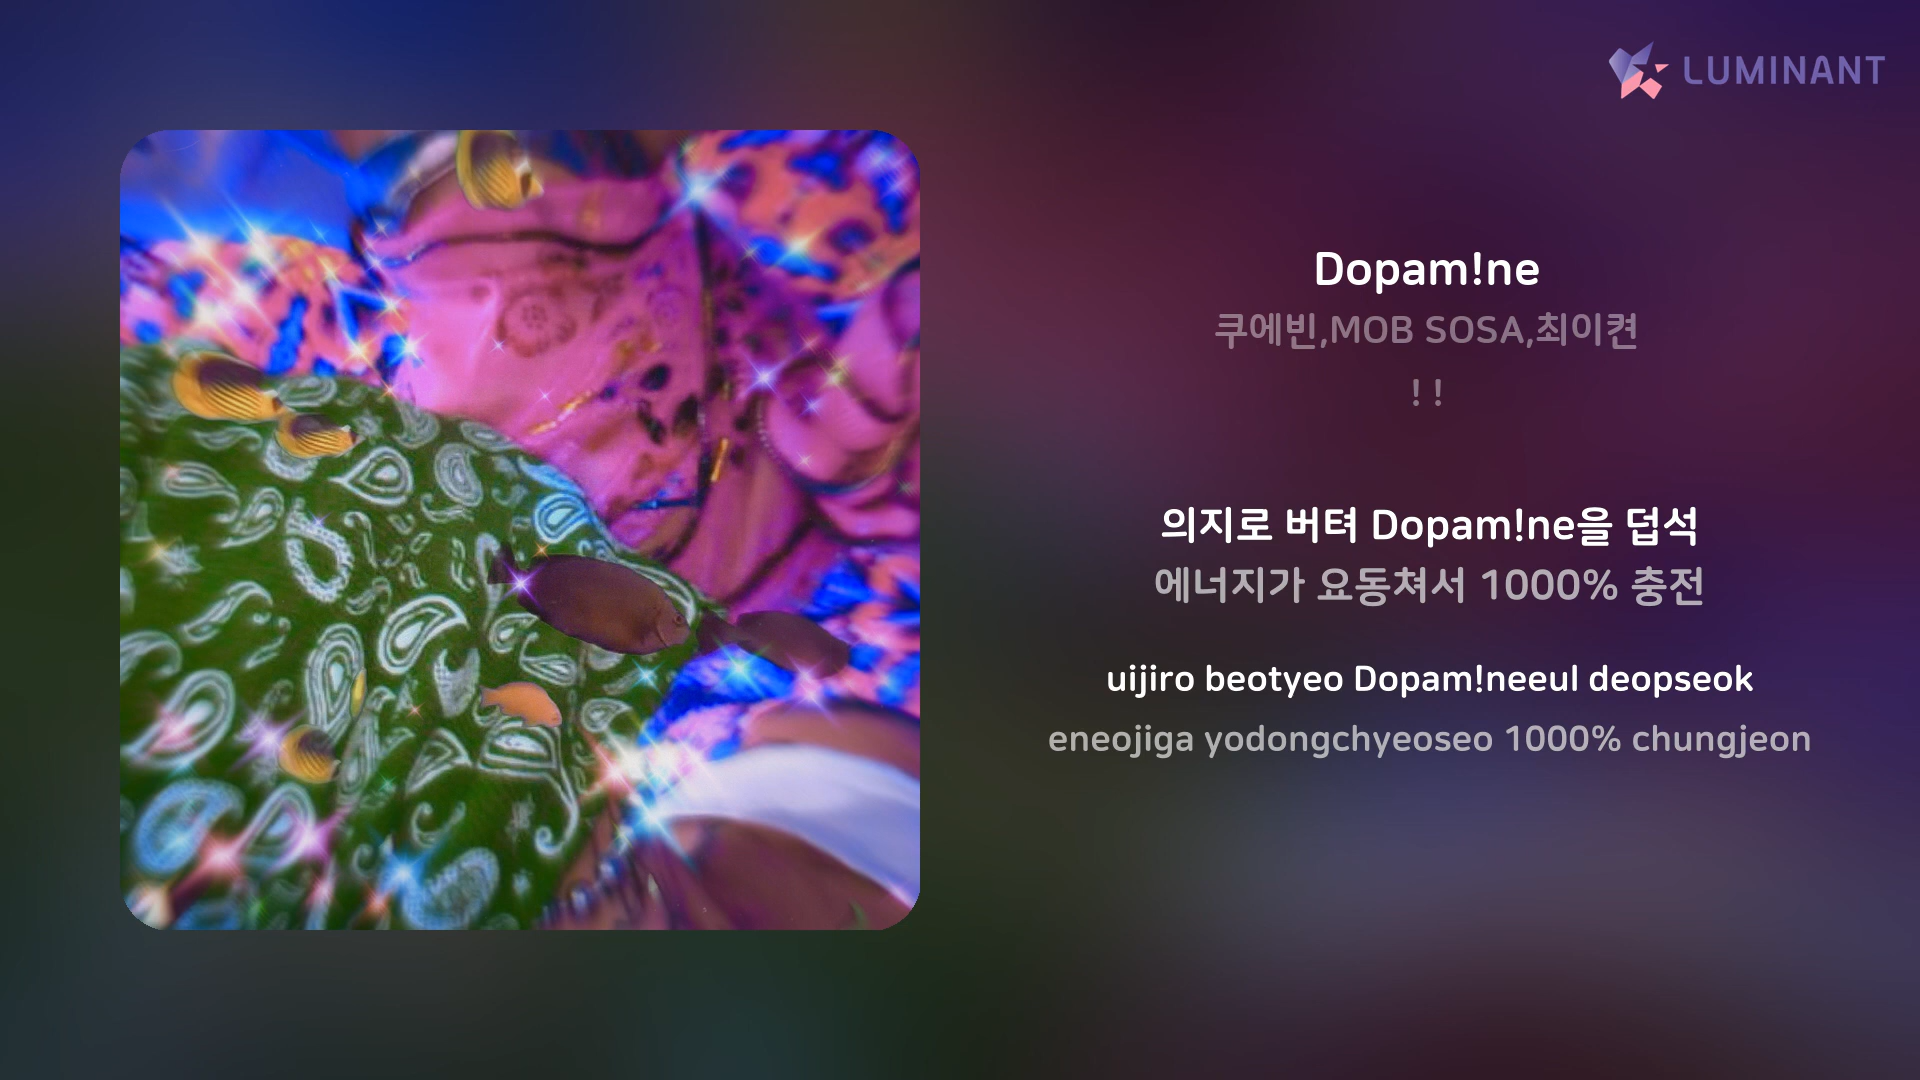 LUMINANT
Dopam!ne
쿠에빈,MOB SOSA,최이켠
! !
의지로 버텨 Dopam!ne을 덥석
에너지가 요동쳐서 1000% 충전
uijiro beotyeo Dopam!neeul deopseok
eneojiga yodongchyeoseo 1000% chungjeon